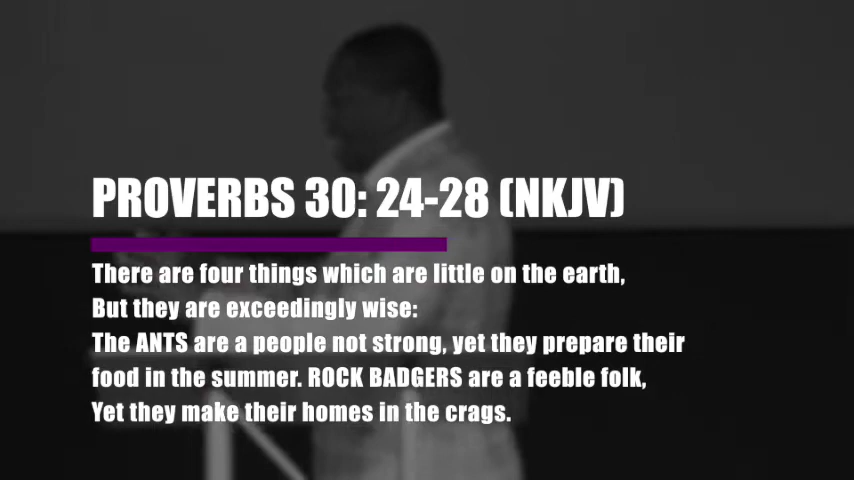 PROVERBS 30: 24-28 (NKJV)
There are four things which are little on the earth,
But they are exceedingly wise:
The ANTS are a people not strong, yet they prepare their
food in the summer. ROCK BADGERS are a feeble folk,
Yet they make their homes in the crags.